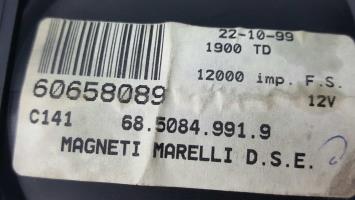 22-10-99
1900 TD
12000 imp. F.S.
60658089
12V
C141 68.5084.991.9
MAGNETI MARELLI D.S.E.